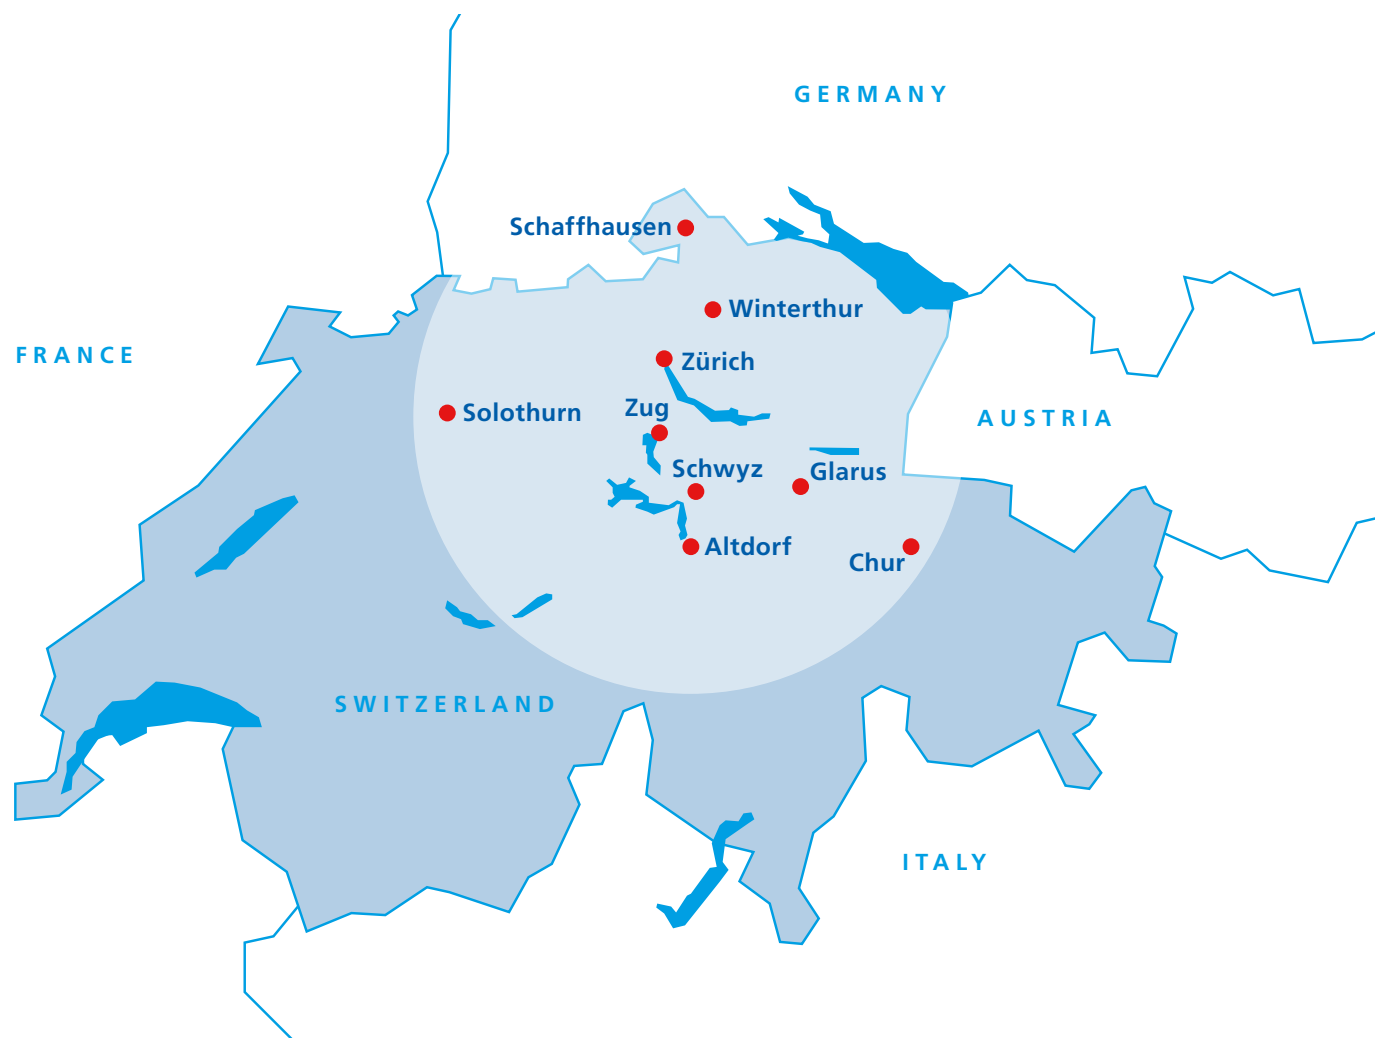 GERMANY
Schaffhausen
Winterthur
FRANCE
Zürich
Zug
Solothurn
AUSTRIA
Schwyz
Glarus
Altdorf
Chur
SWITZERLAND
ITALY